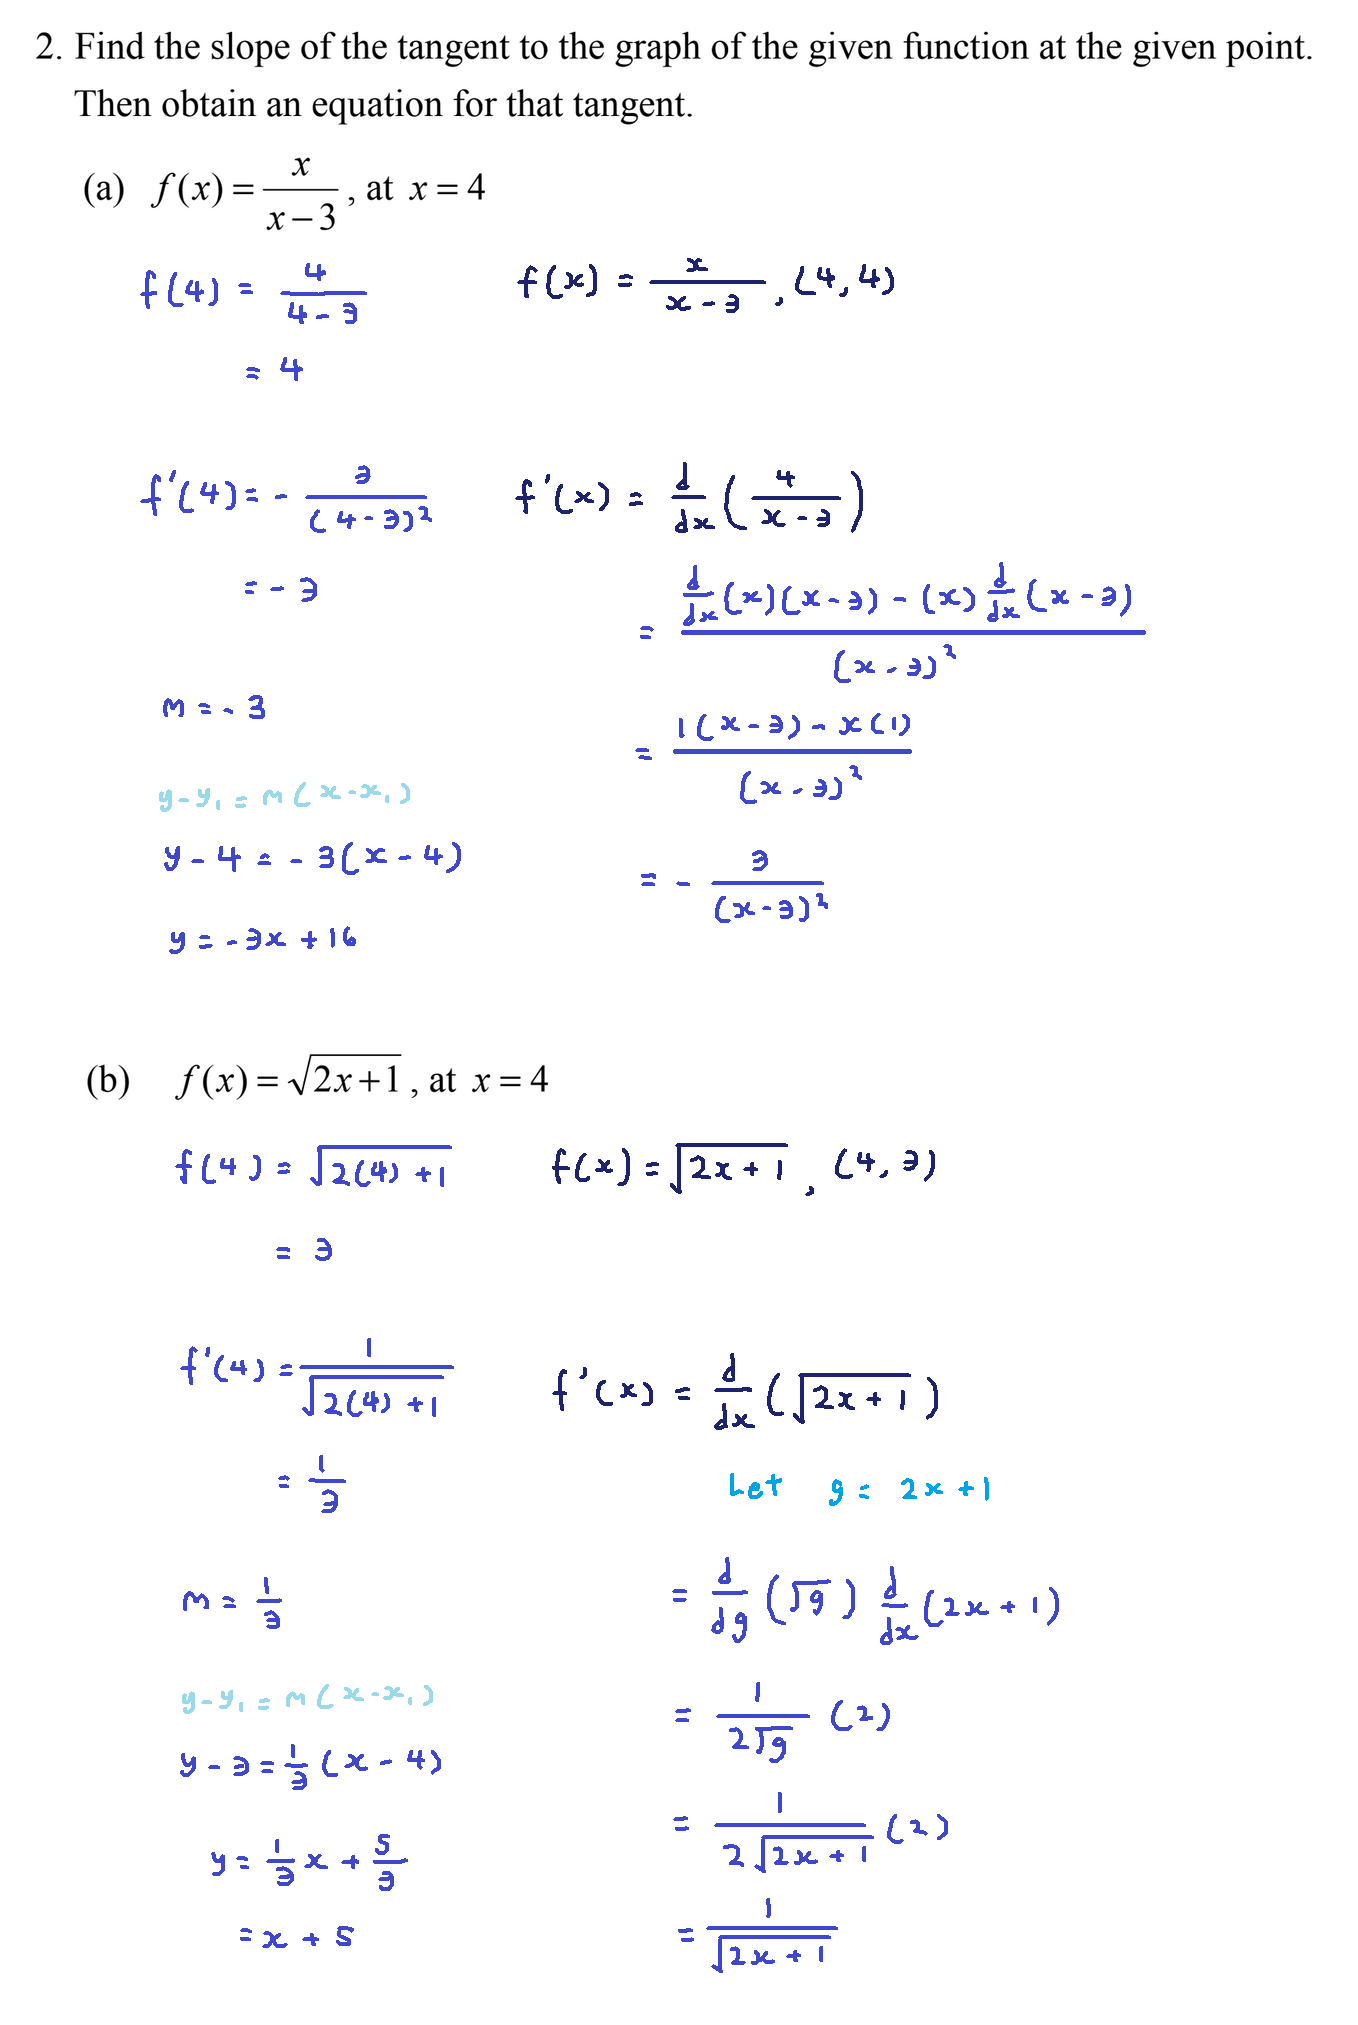 2. Find the slope of the tangent to the graph of the given function at the given point.
Then obtain an equation for that tangent.
(a) f(x) = x/(x−3), at x = 4
f(4) = 4/(4-3)
= 4
f(x) = x/(x-3), (4,4)
f'(4) = - 3/(4-3)²
= -3
m = -3
y-y₁ = m(x-x₁)
y-4 = -3(x-4)
y = -3x + 16
f'(x) = d/dx (4/(x-3))
= (d/dx(x)(x-3) - (x) d/dx(x-3))/(x-3)²
= (1(x-3) - x(1))/(x-3)²
= - 3/(x-3)²
(b) f(x) = √(2x+1), at x = 4
f(4) = √(2(4)+1)
= 3
f(x) = √(2x+1), (4,3)
f'(4) = 1/√(2(4)+1)
= 1/3
m = 1/3
y-y₁ = m(x-x₁)
y-3 = 1/3(x-4)
y = 1/3 x + 5/3
= x + 5
f'(x) = d/dx(√(2x+1))
Let g = 2x+1
= d/dg(√g) d/dx(2x+1)
= 1/(2√g) (2)
= 1/(2√(2x+1)) (2)
= 1/√(2x+1)